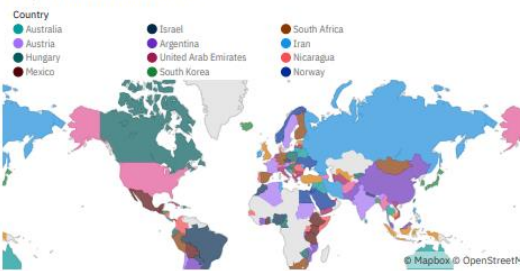 Country
Australia
Austria
Hungary
Mexico
Israel
Argentina
United Arab Emirates
South Korea
South Africa
Iran
Nicaragua
Norway
© Mapbox © OpenStreetM